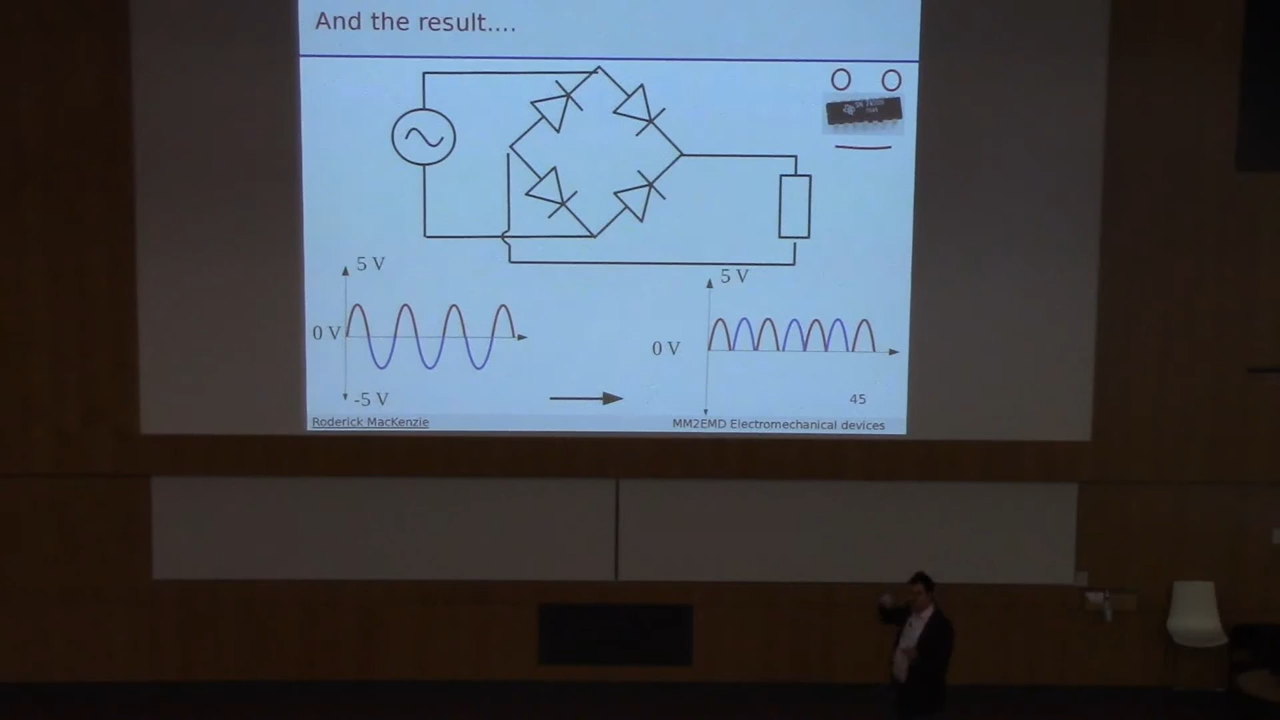 And the result....
5 V
0 V
-5 V
5 V
0 V
45
Roderick MacKenzie
MM2EMD Electromechanical devices